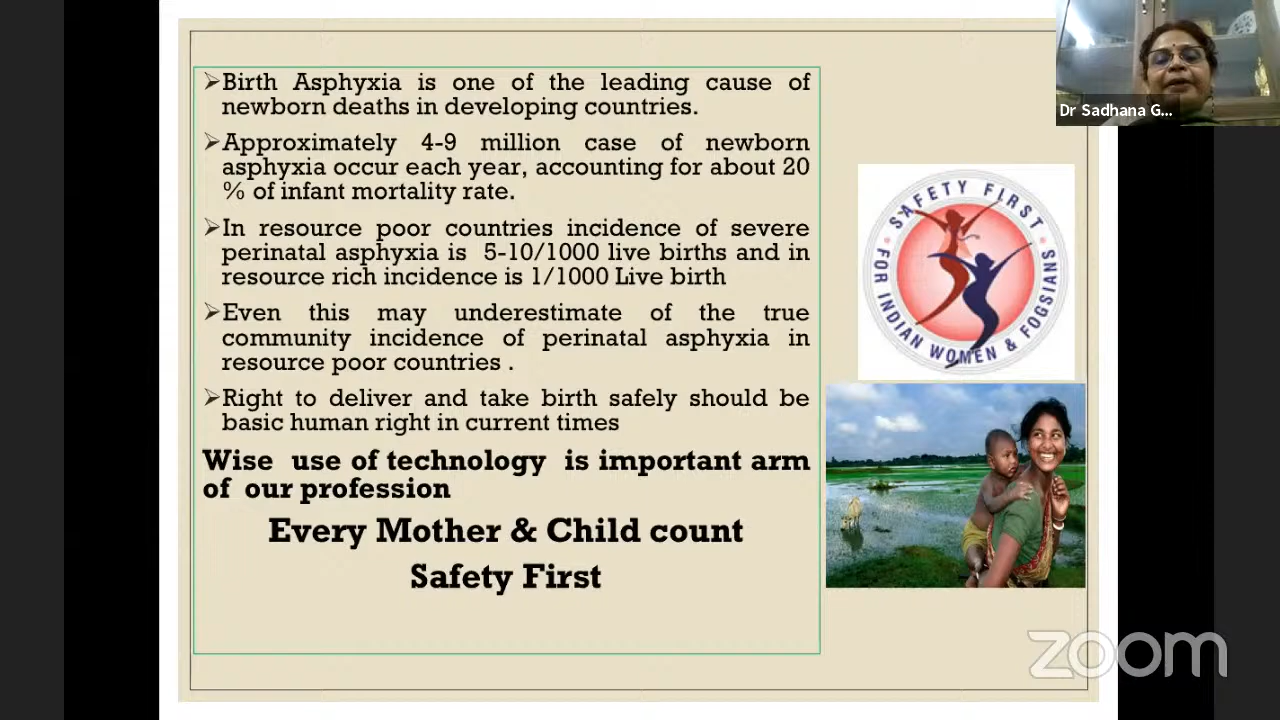 ➢Birth Asphyxia is one of the leading cause of
newborn deaths in developing countries.
➢Approximately 4-9 million case of newborn
asphyxia occur each year, accounting for about 20
% of infant mortality rate.
➢In resource poor countries incidence of severe
perinatal asphyxia is 5-10/1000 live births and in
resource rich incidence is 1/1000 Live birth
➢Even this may underestimate of the true
community incidence of perinatal asphyxia in
resource poor countries .
➢Right to deliver and take birth safely should be
basic human right in current times
Wise use of technology is important arm
of our profession
Every Mother & Child count
Safety First
Dr Sadhana G...
SAFETY FIRST
FOR INDIAN WOMEN & FOGSIANS
zoom